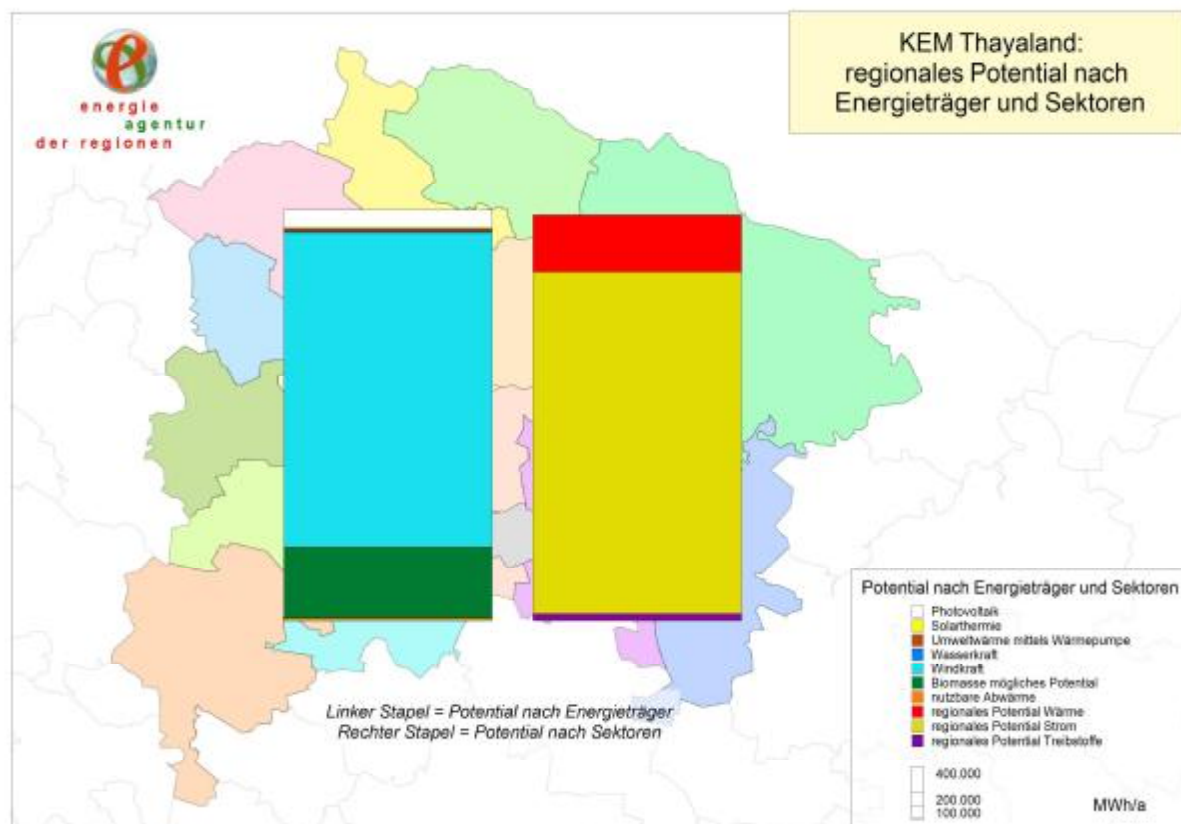 energie
agentur
der regionen
KEM Thayaland:
regionales Potential nach
Energieträger und Sektoren
Linker Stapel = Potential nach Energieträger
Rechter Stapel = Potential nach Sektoren
Potential nach Energieträger und Sektoren
Photovoltaik
Solarthermie
Umweltwärme mittels Wärmepumpe
Wasserkraft
Windkraft
Biomasse mögliches Potential
nutzbare Abwärme
regionales Potential Wärme
regionales Potential Strom
regionales Potential Treibstoffe
400.000
200.000
100.000
MWh/a